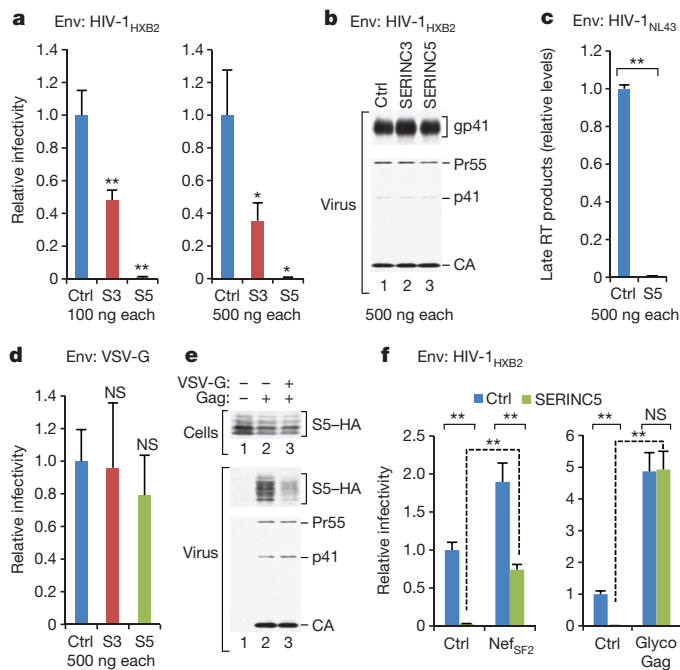 a
Env: HIV-1HXB2
Relative infectivity
1.4
1.2
1.0
0.8
0.6
0.4
0.2
0
**
**
Ctrl S3 S5
100 ng each
1.4
1.2
1.0
0.8
0.6
0.4
0.2
0
*
*
Ctrl S3 S5
500 ng each
b
Env: HIV-1HXB2
Ctrl
SERINC3
SERINC5
Virus
gp41
Pr55
p41
CA
1 2 3
500 ng each
c
Env: HIV-1NL43
Late RT products (relative levels)
1.2
1.0
0.8
0.6
0.4
0.2
0
**
Ctrl S5
500 ng each
d
Env: VSV-G
Relative infectivity
1.4
1.2
1.0
0.8
0.6
0.4
0.2
0
NS
NS
Ctrl S3 S5
500 ng each
e
VSV-G: – – +
Gag: – + +
Cells
S5–HA
1 2 3
Virus
S5–HA
Pr55
p41
CA
1 2 3
f
Env: HIV-1HXB2
Ctrl SERINC5
Relative infectivity
2.5
2.0
1.5
1.0
0.5
0
** **
**
Ctrl NefSF2
6
5
4
3
2
1
0
** NS
**
Ctrl Glyco
Gag